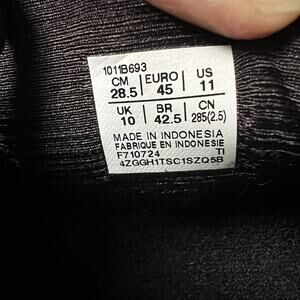 1011B693
CM EURO US
28.5 45 11
UK BR CN
10 42.5 285(2.5)
MADE IN INDONESIA
FABRIQUE EN INDONESIE
F710724 TI
4ZGGH1TSC1SZQ5B